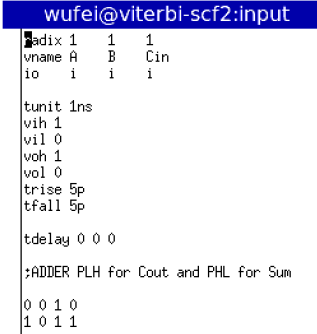 wufei@viterbi-scf2:input
radix 1 1 1
vname A B Cin
io i i i
tunit 1ns
vih 1
vil 0
voh 1
vol 0
trise 5p
tfall 5p
tdelay 0 0 0
;ADDER PLH for Cout and PHL for Sum
0 0 1 0
1 0 1 1